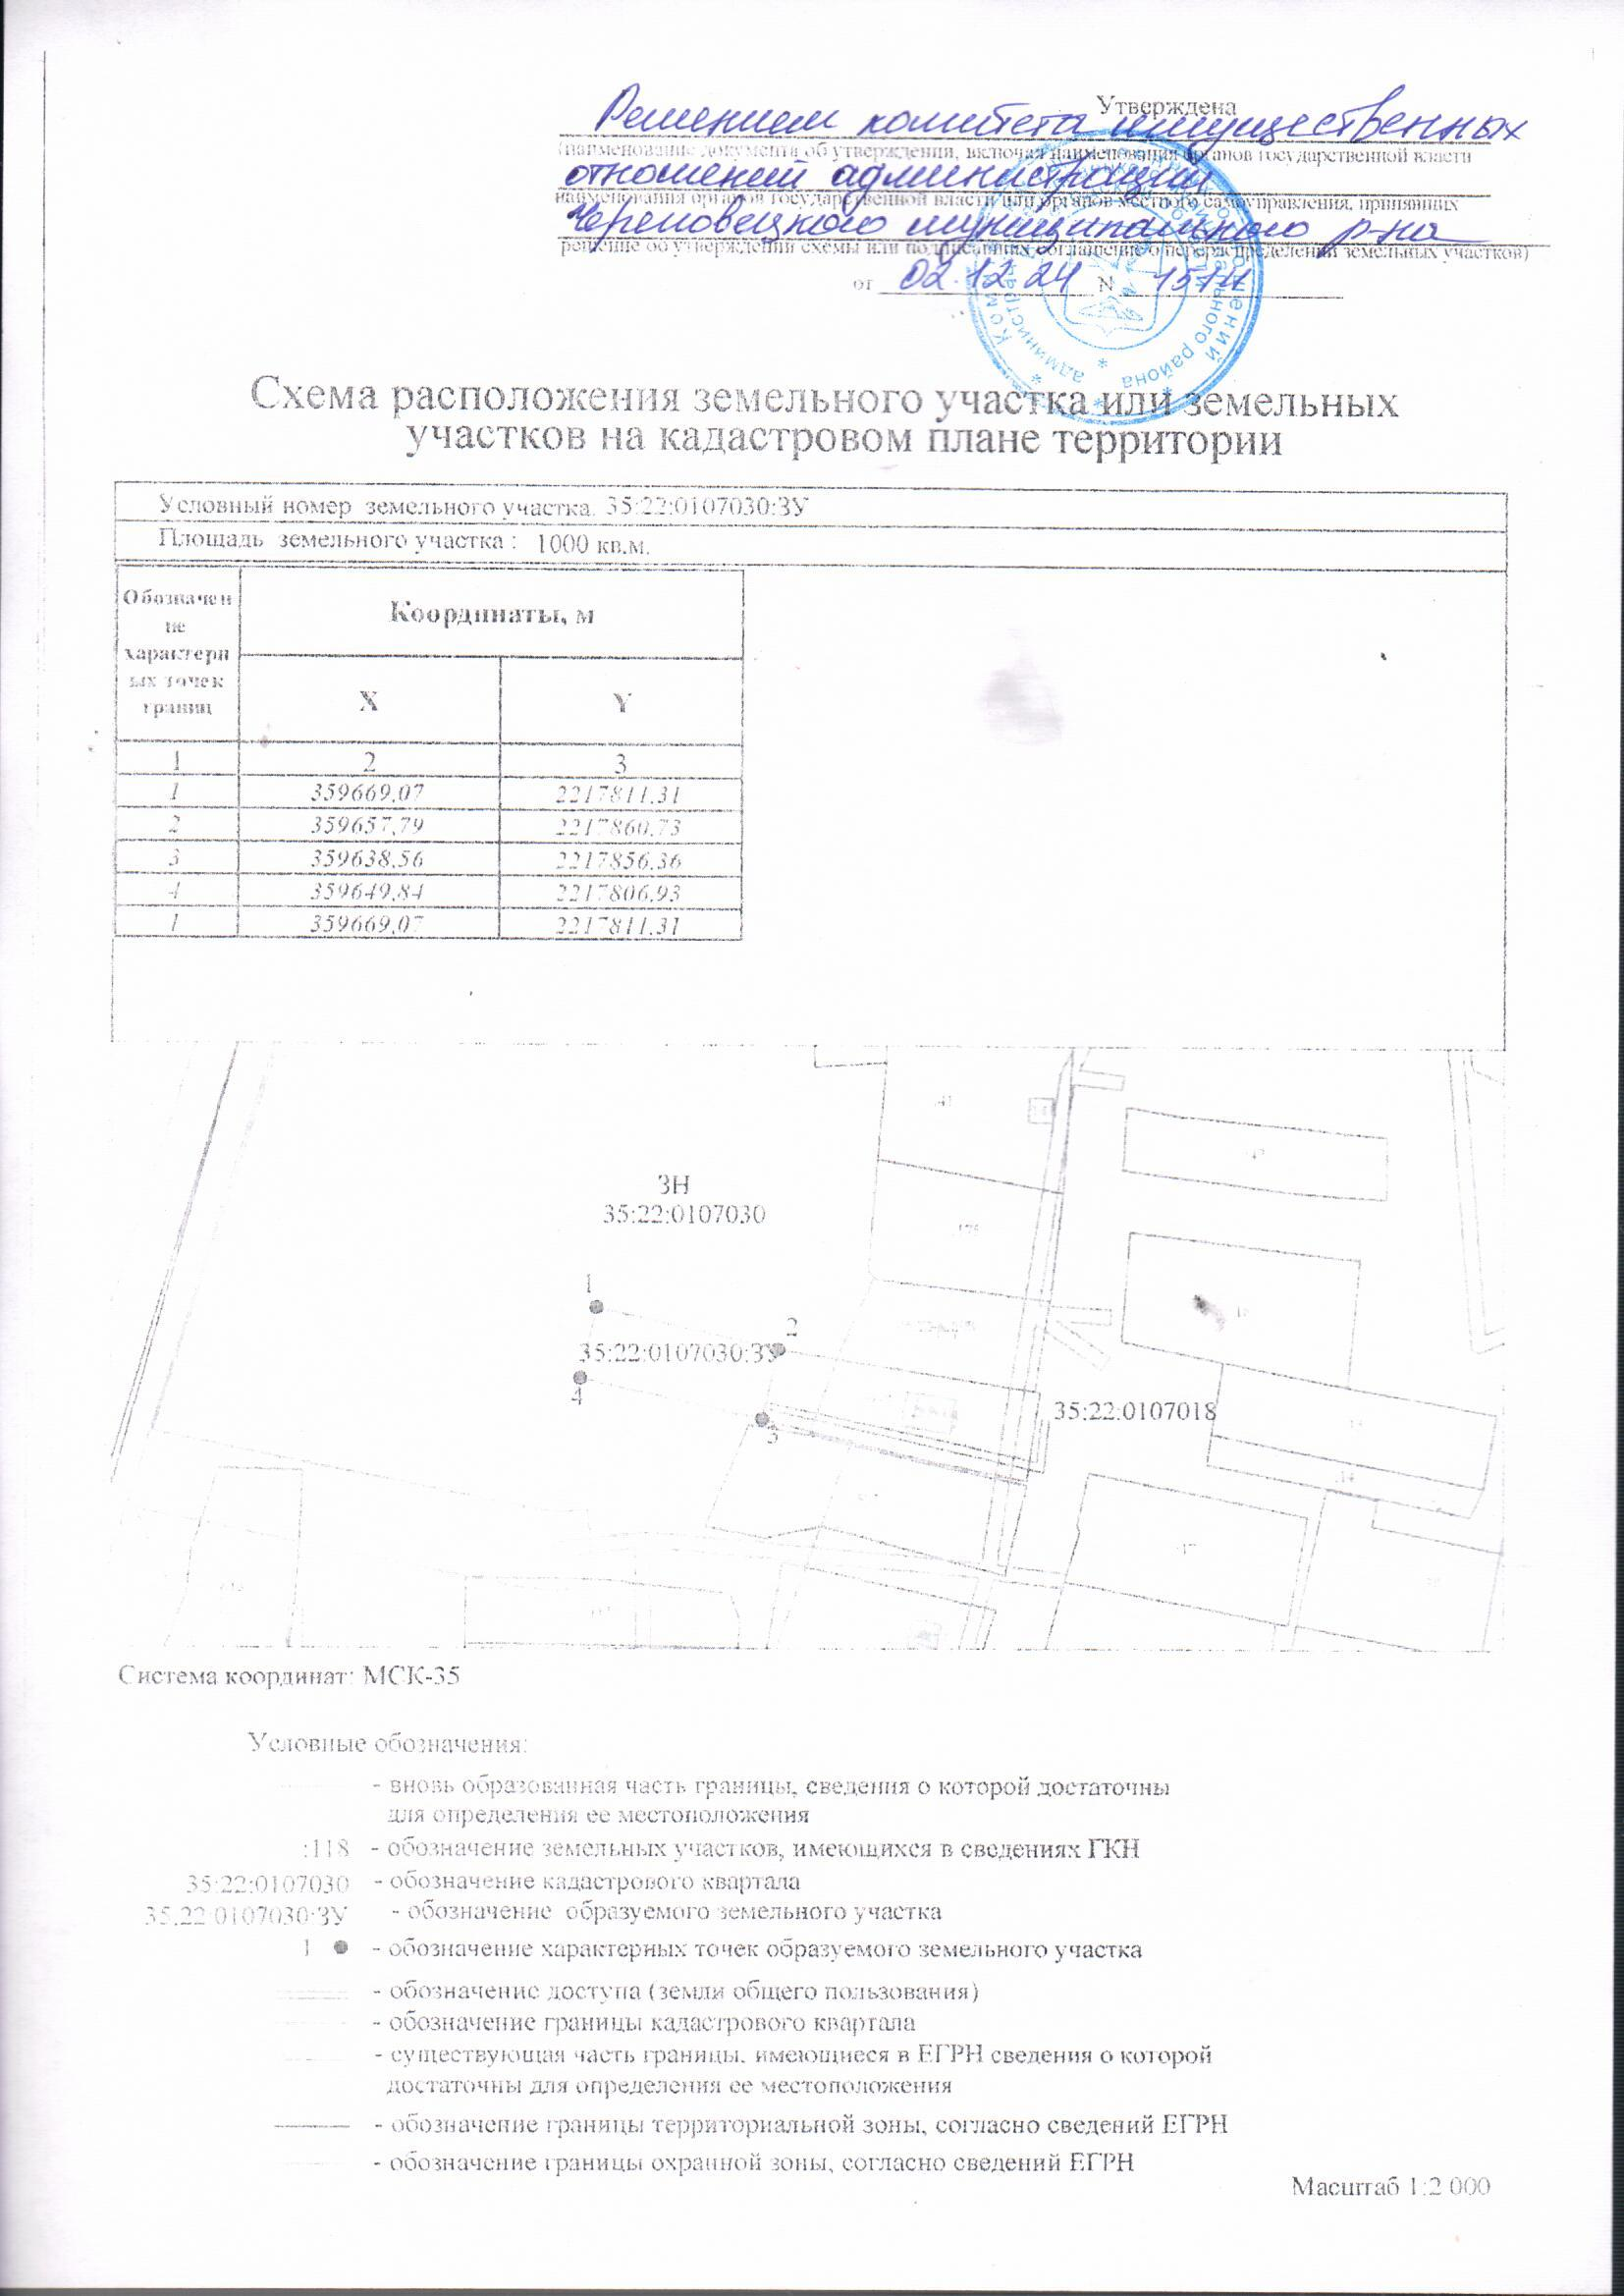 Утверждена
Решением комитета имущественных
(наименование документа об утверждении, включая наименования органов государственной власти
отношений администрации
наименования органов государственной власти или органов местного самоуправления, принявших
Череповецкого муниципального р-на
решение об утверждении схемы или подписавших соглашение о перераспределении земельных участков)
от 02.12.24 N
Схема расположения земельного участка или земельных
участков на кадастровом плане территории
Условный номер земельного участка. 35:22:0107030:ЗУ
Площадь земельного участка : 1000 кв.м.
Обозначен
ие
характерн
ых точек
границ
Координаты, м
X Y
1 2 3
1 359669,07 2217811,31
2 359657,79 2217860,73
3 359638,56 2217856,36
4 359649,84 2217806,93
1 359669,07 2217811,31
ЗН
35:22:0107030
1
2
35:22:0107030:ЗУ
4
3
35:22:0107018
Система координат: МСК-35
Условные обозначения:
- вновь образованная часть границы, сведения о которой достаточны
для определения ее местоположения
:118 - обозначение земельных участков, имеющихся в сведениях ГКН
35:22:0107030 - обозначение кадастрового квартала
35:22:0107030:ЗУ - обозначение образуемого земельного участка
1 - обозначение характерных точек образуемого земельного участка
- обозначение доступа (земли общего пользования)
- обозначение границы кадастрового квартала
- существующая часть границы, имеющиеся в ЕГРН сведения о которой
достаточны для определения ее местоположения
- обозначение границы территориальной зоны, согласно сведений ЕГРН
- обозначение границы охранной зоны, согласно сведений ЕГРН
Масштаб 1:2 000